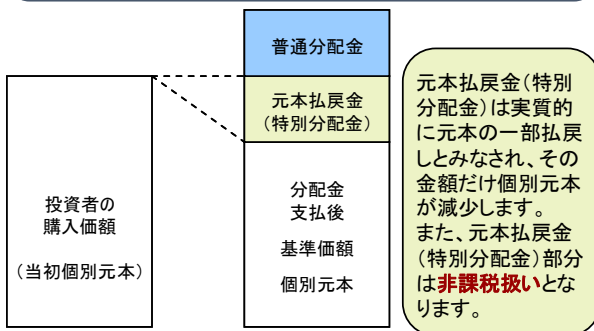 普通分配金
元本払戻金
(特別分配金)
分配金
支払後
基準価額
個別元本
投資者の
購入価額
(当初個別元本)
元本払戻金(特別
分配金)は実質的
に元本の一部払戻
しとみなされ、その
金額だけ個別元本
が減少します。
また、元本払戻金
(特別分配金)部分
は非課税扱いとな
ります。